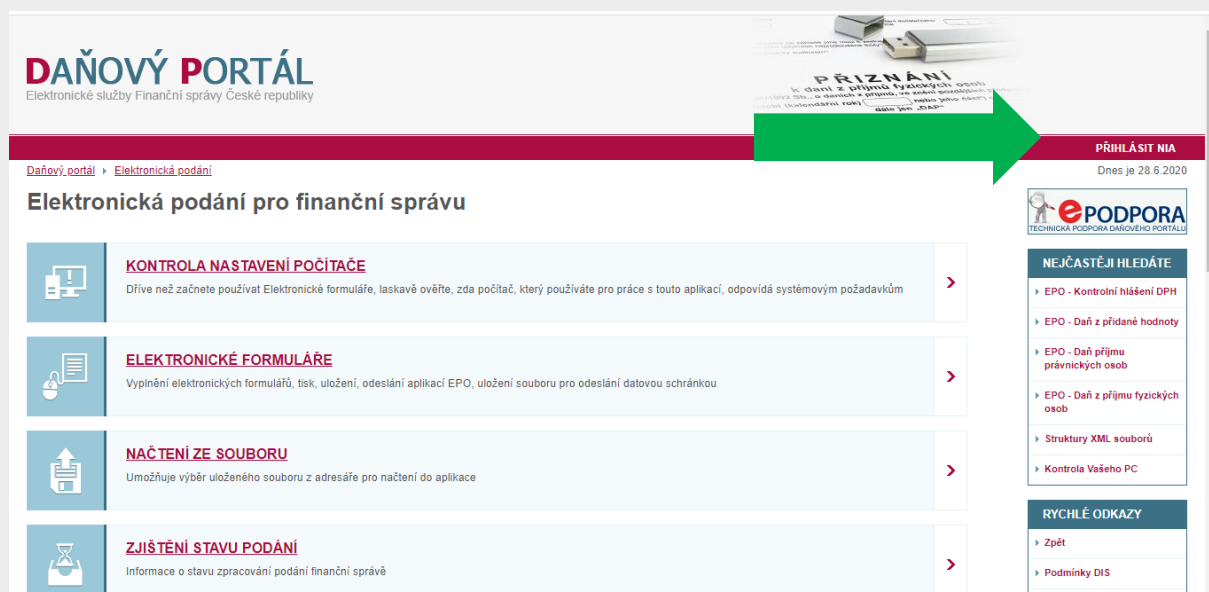 DAŇOVÝ PORTÁL
Elektronické služby Finanční správy České republiky
PŘIZNÁNÍ
k dani z příjmů fyzických osob
dále jen „DAP“
PŘIHLÁSIT NIA
Daňový portál
Elektronická podání
Dnes je 28.6.2020
Elektronická podání pro finanční správu
KONTROLA NASTAVENÍ POČÍTAČE
Dříve než začnete používat Elektronické formuláře, laskavě ověřte, zda počítač, který používáte pro práce s touto aplikací, odpovídá systémovým požadavkům
ELEKTRONICKÉ FORMULÁŘE
Vyplnění elektronických formulářů, tisk, uložení, odeslání aplikací EPO, uložení souboru pro odeslání datovou schránkou
NAČTENÍ ZE SOUBORU
Umožňuje výběr uloženého souboru z adresáře pro načtení do aplikace
ZJIŠTĚNÍ STAVU PODÁNÍ
Informace o stavu zpracování podání finanční správě
ePODPORA
TECHNICKÁ PODPORA DAŇOVÉHO PORTÁLU
NEJČASTĚJI HLEDÁTE
EPO - Kontrolní hlášení DPH
EPO - Daň z přidané hodnoty
EPO - Daň příjmu
právnických osob
EPO - Daň z příjmu fyzických
osob
Struktury XML souborů
Kontrola Vašeho PC
RYCHLÉ ODKAZY
Zpět
Podmínky DIS